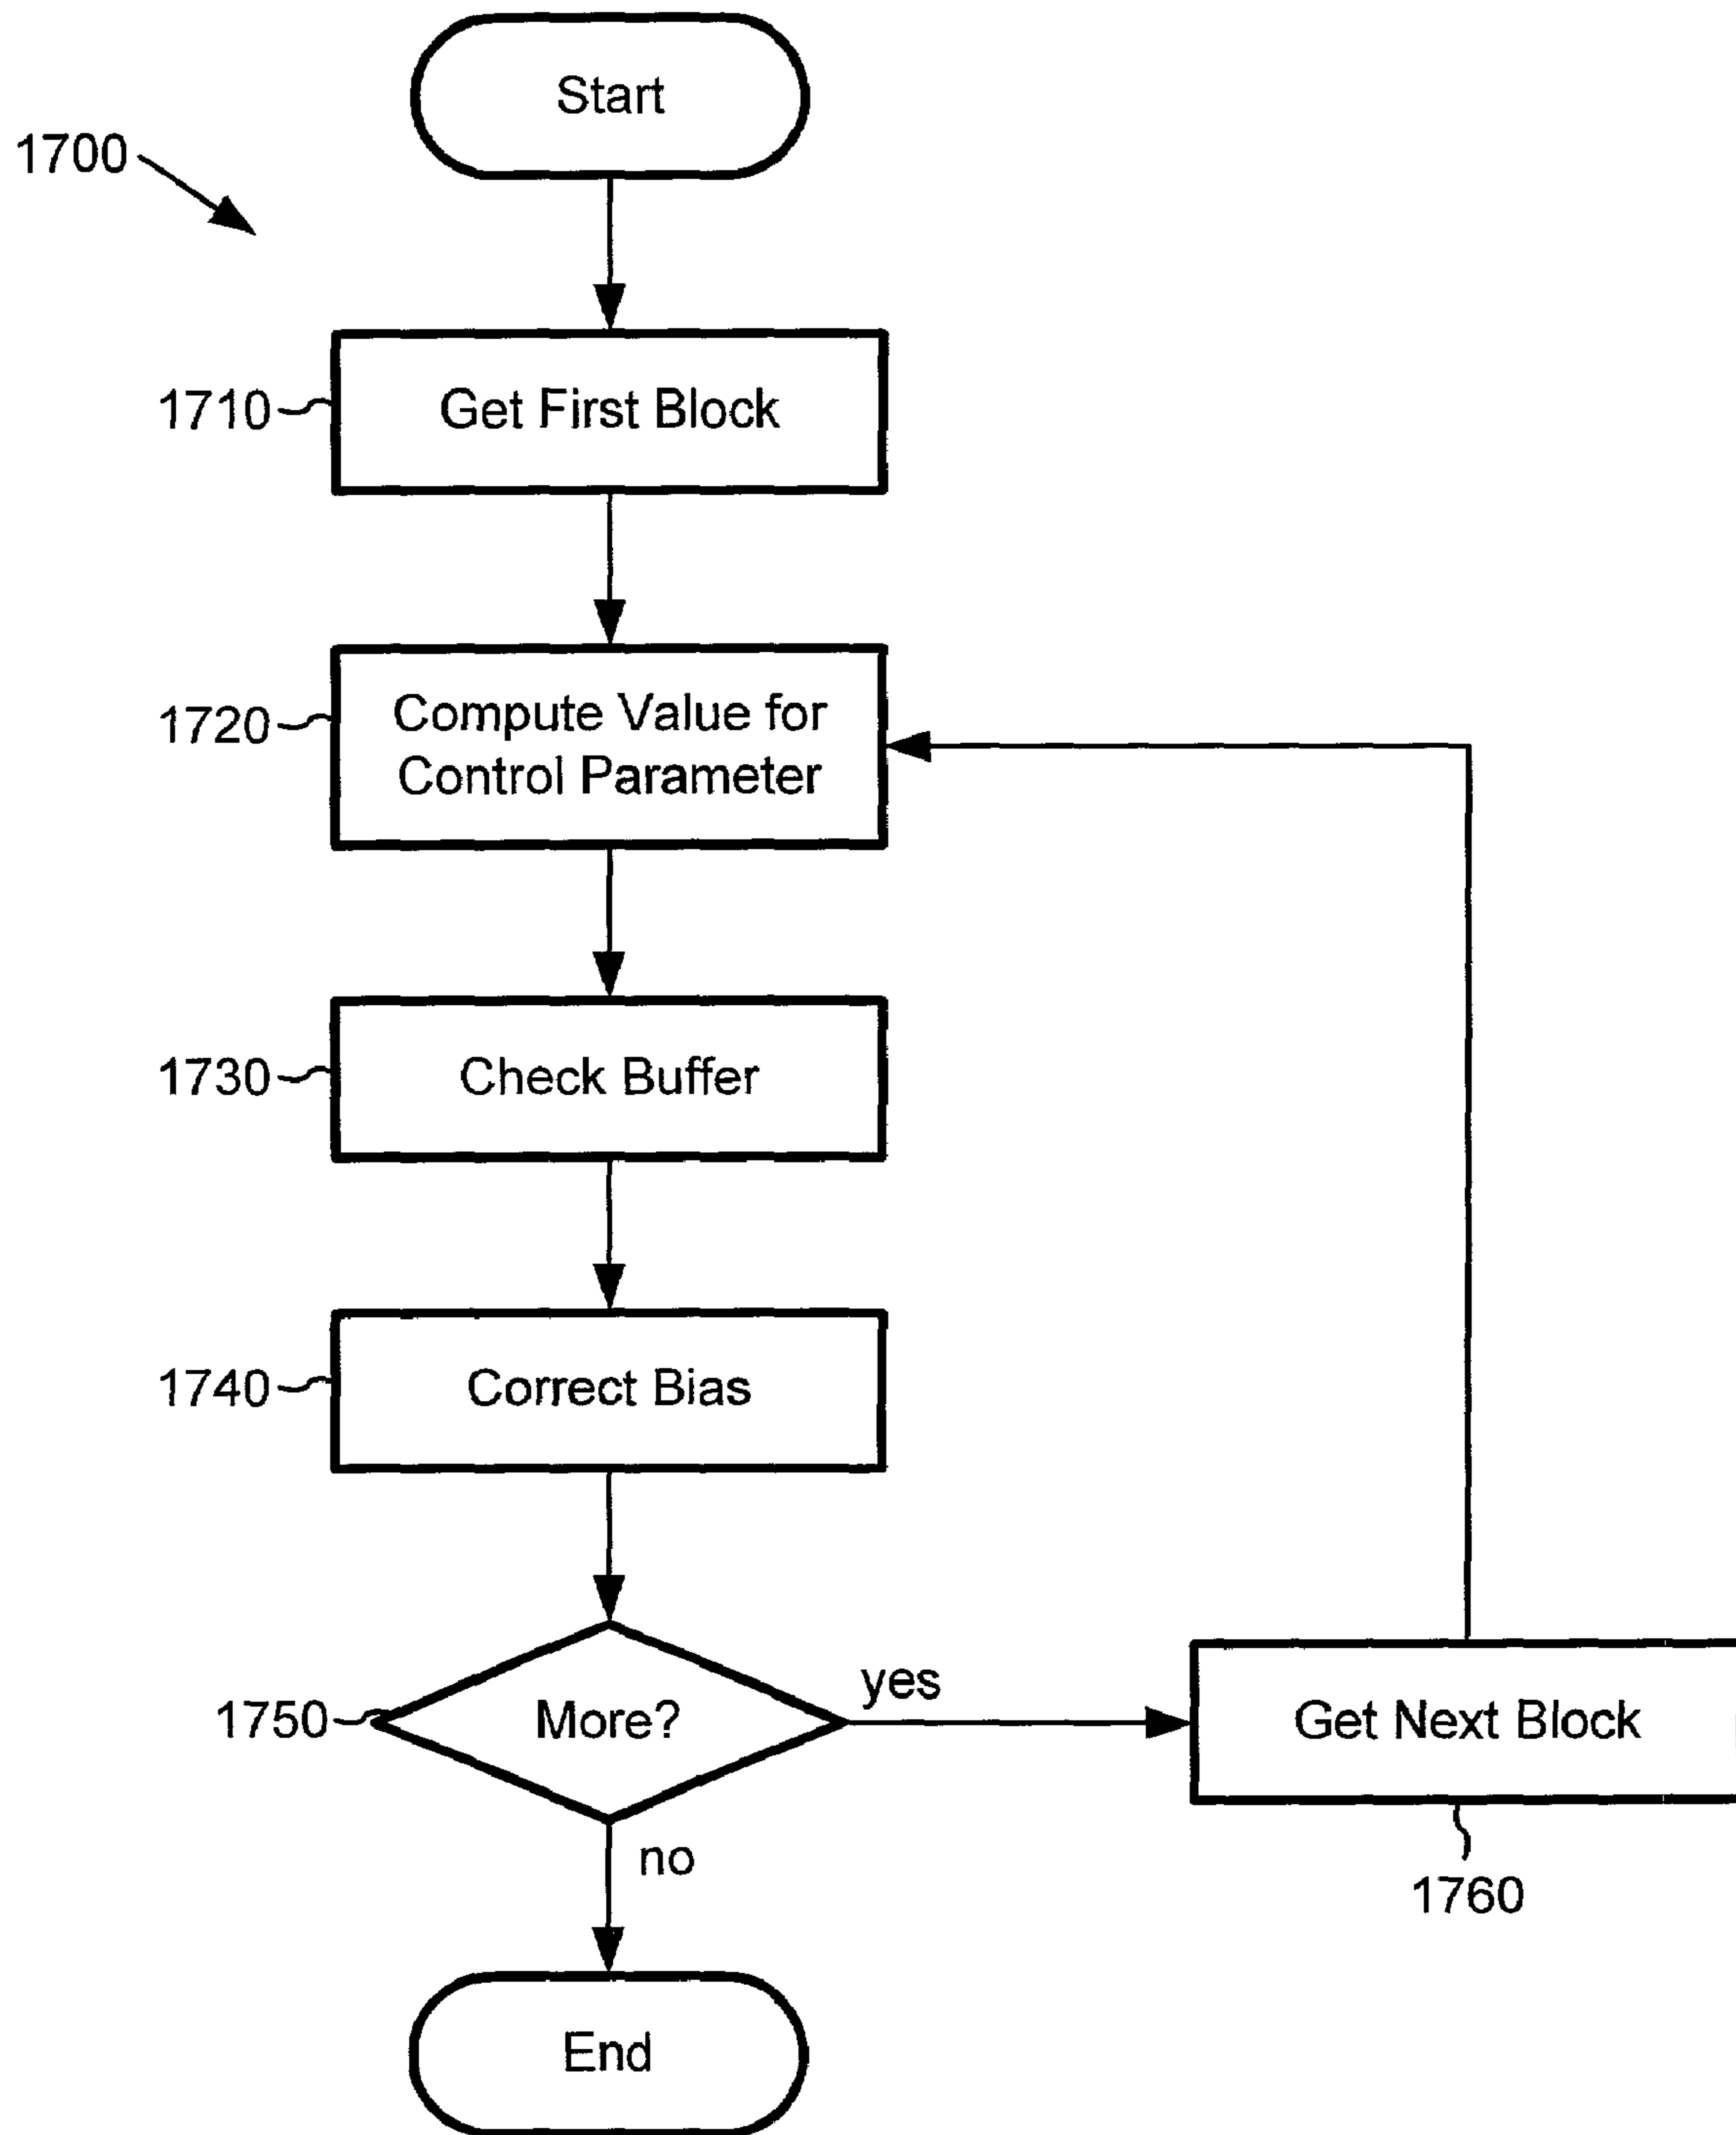 Start
1700
1710
Get First Block
1720
Compute Value for
Control Parameter
1730
Check Buffer
1740
Correct Bias
1750
More?
yes
Get Next Block
1760
no
End